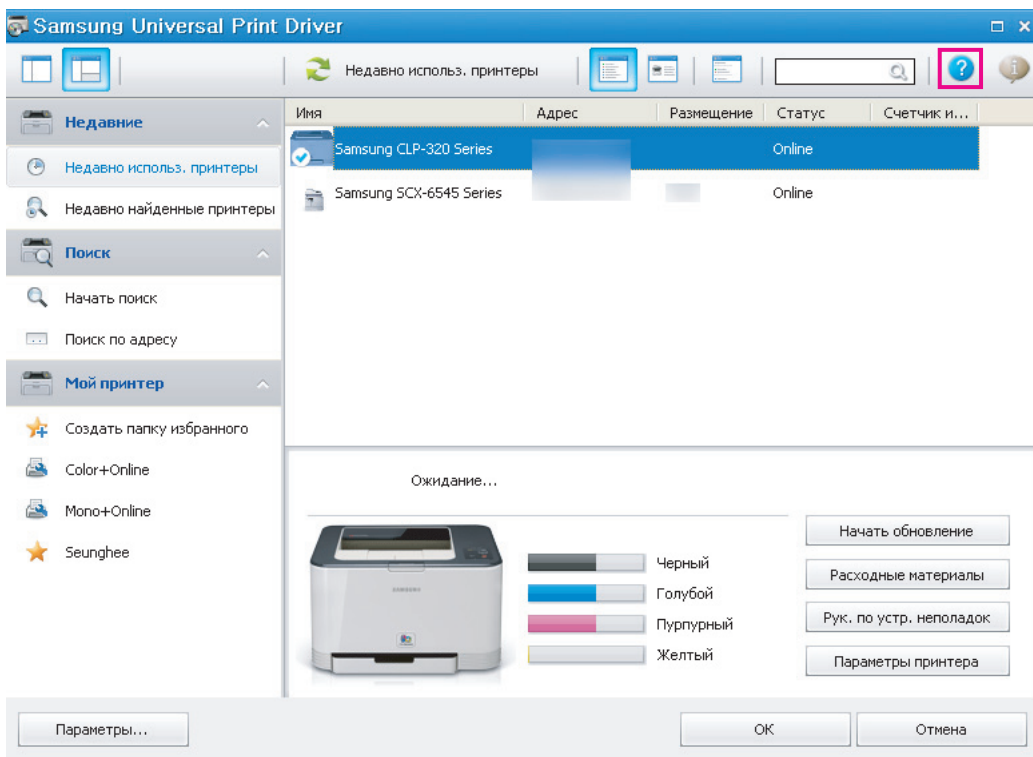 Samsung Universal Print Driver
Недавно использ. принтеры
?
Недавние
Недавно использ. принтеры
Недавно найденные принтеры
Поиск
Начать поиск
Поиск по адресу
Мой принтер
Создать папку избранного
Color+Online
Mono+Online
Seunghee
Имя Адрес Размещение Статус Счетчик и...
Samsung CLP-320 Series Online
Samsung SCX-6545 Series Online
Ожидание...
SAMSUNG
Черный
Голубой
Пурпурный
Желтый
Начать обновление
Расходные материалы
Рук. по устр. неполадок
Параметры принтера
Параметры...
ОК
Отмена